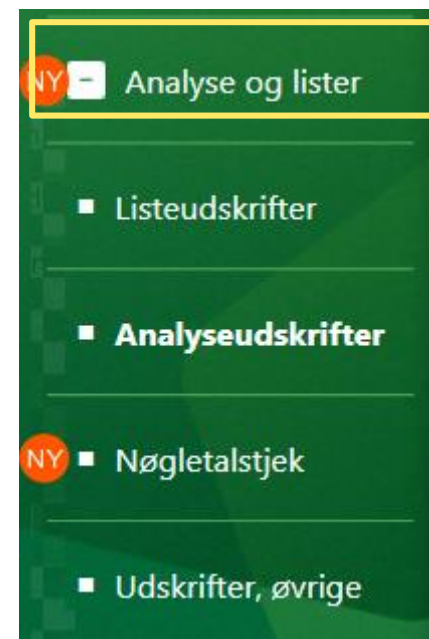 NY - Analyse og lister
Listeudskrifter
Analyseudskrifter
NY Nøgletalstjek
Udskrifter, øvrige